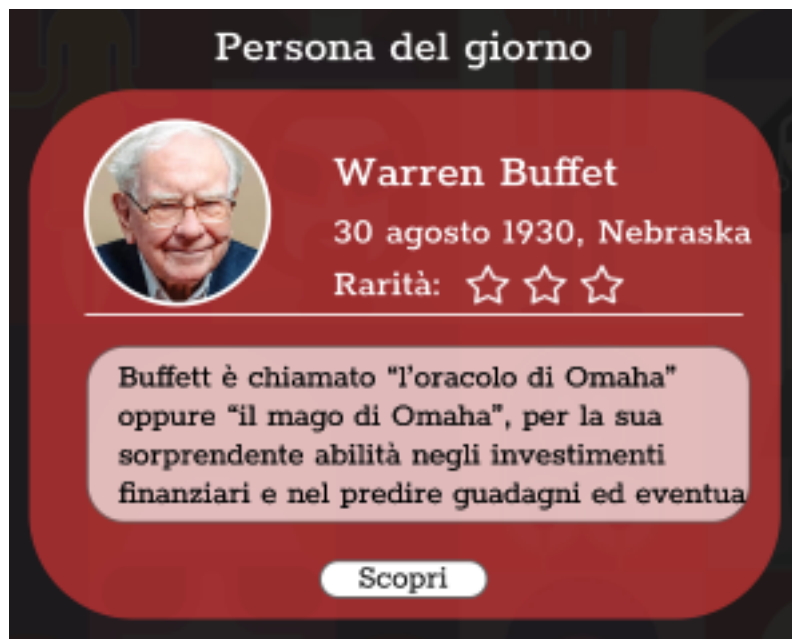 Persona del giorno
Warren Buffet
30 agosto 1930, Nebraska
Rarità:
Buffett è chiamato “l’oracolo di Omaha”
oppure “il mago di Omaha”, per la sua
sorprendente abilità negli investimenti
finanziari e nel predire guadagni ed eventua
Scopri